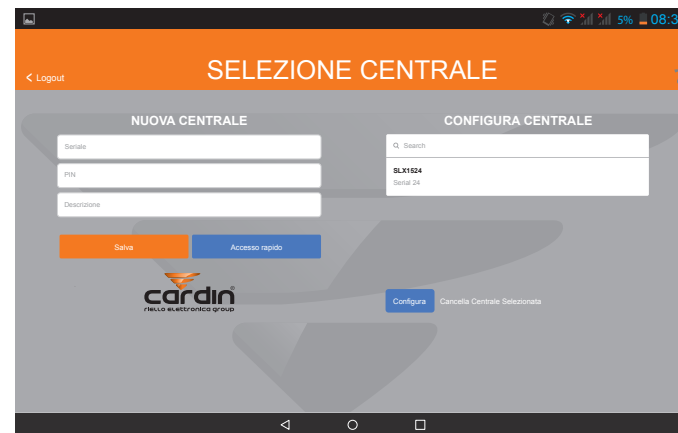 5% 08:3
Logout
SELEZIONE CENTRALE
NUOVA CENTRALE
Seriale
PIN
Descrizione
Salva
Accesso rapido
cardin
riello elettronica group
CONFIGURA CENTRALE
Search
SLX1524
Serial 24
Configura
Cancella Centrale Selezionata